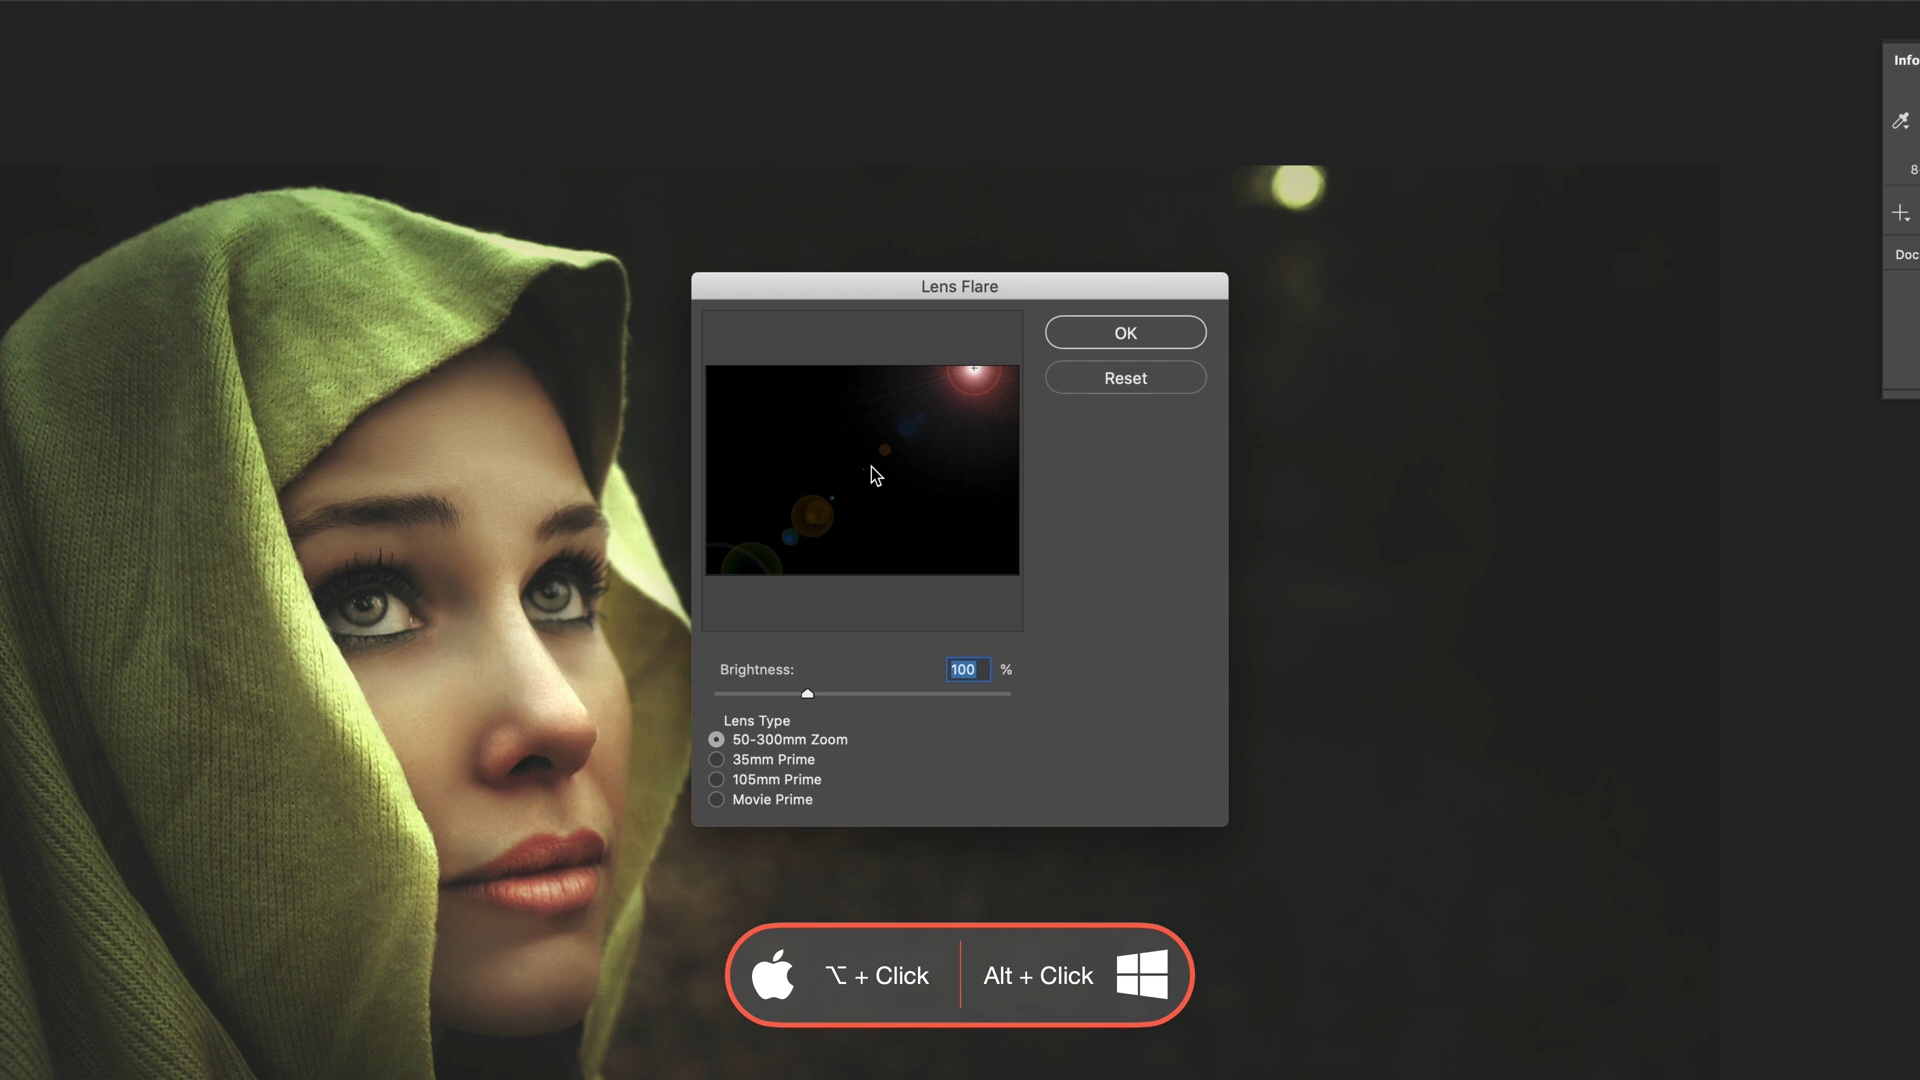 Info
8
Doc
Lens Flare
OK
Reset
Brightness: 100 %
Lens Type
50-300mm Zoom
35mm Prime
105mm Prime
Movie Prime
⌥ + Click
Alt + Click